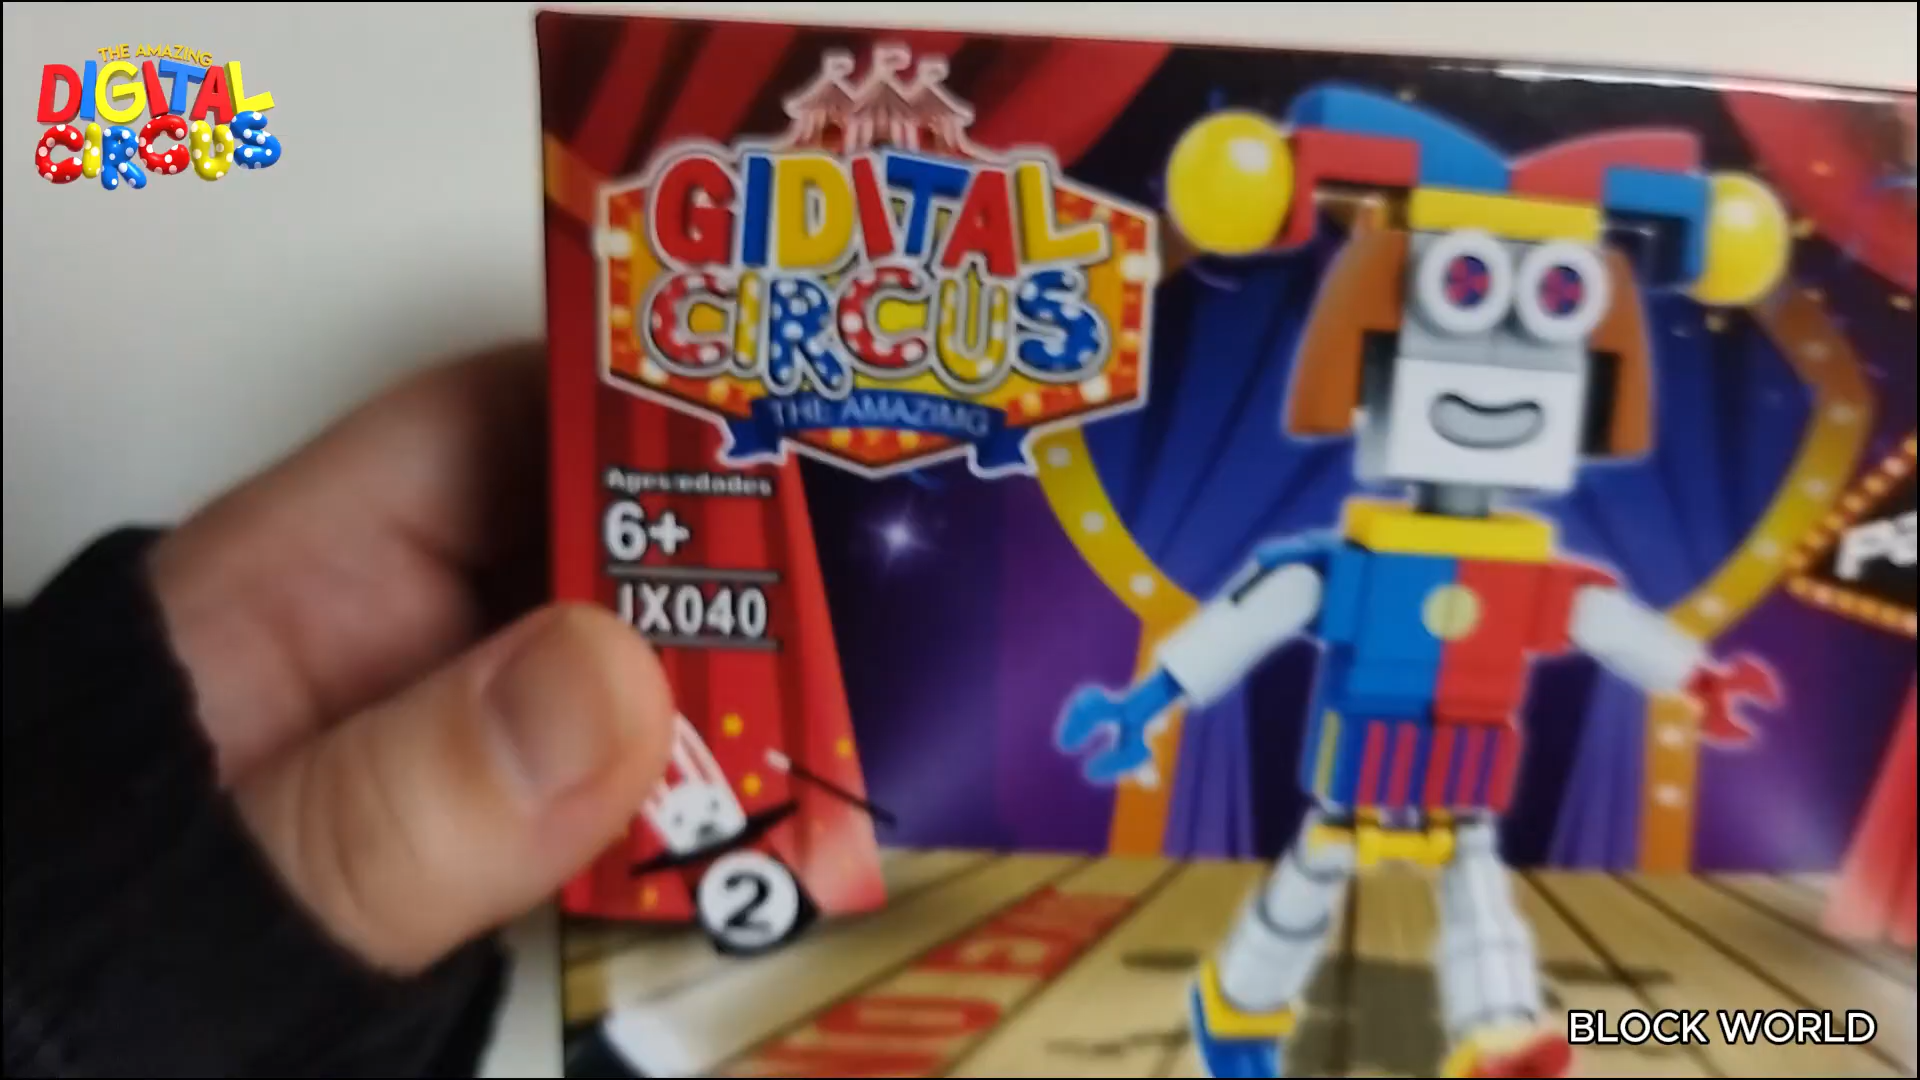 THE AMAZING
DIGITAL
CIRCUS
GIDITAL
CIRCUS
THE AMAZIMG
Ages/edades
6+
JX040
2
BLOCK WORLD